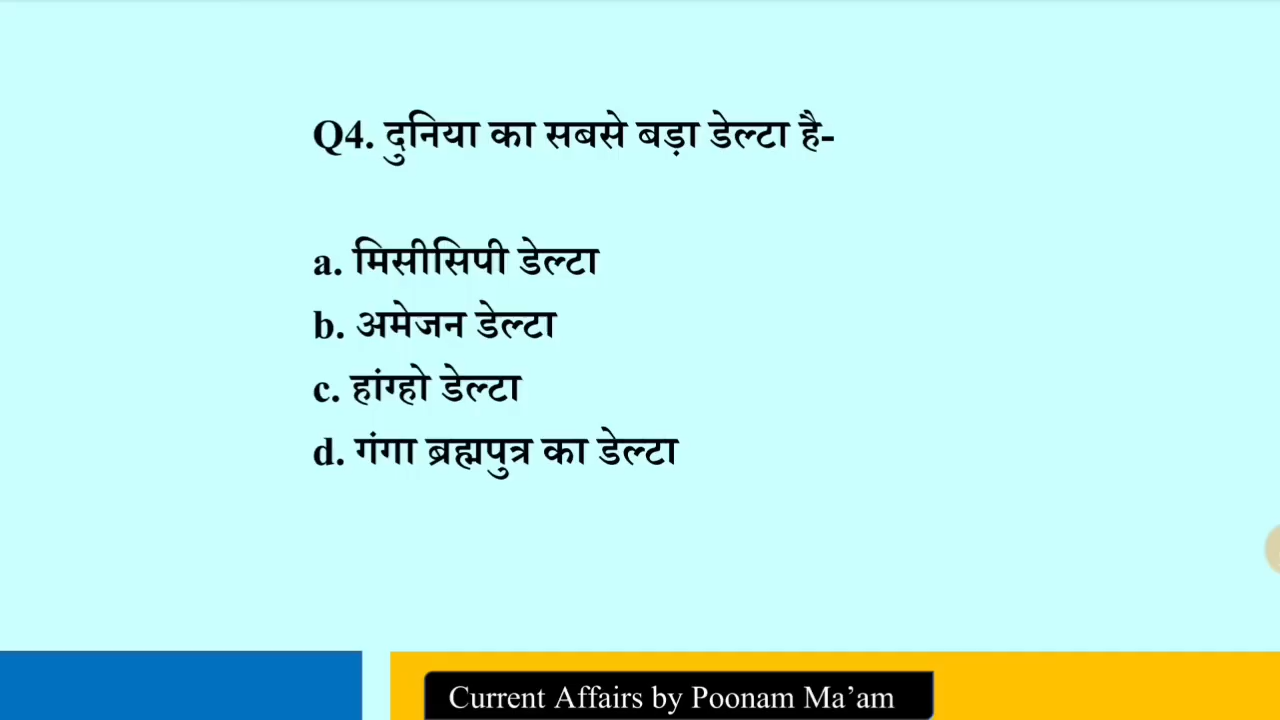 Q4. दुनिया का सबसे बड़ा डेल्टा है-
a. मिसीसिपी डेल्टा
b. अमेजन डेल्टा
c. हांग्हो डेल्टा
d. गंगा ब्रह्मपुत्र का डेल्टा
Current Affairs by Poonam Ma’am